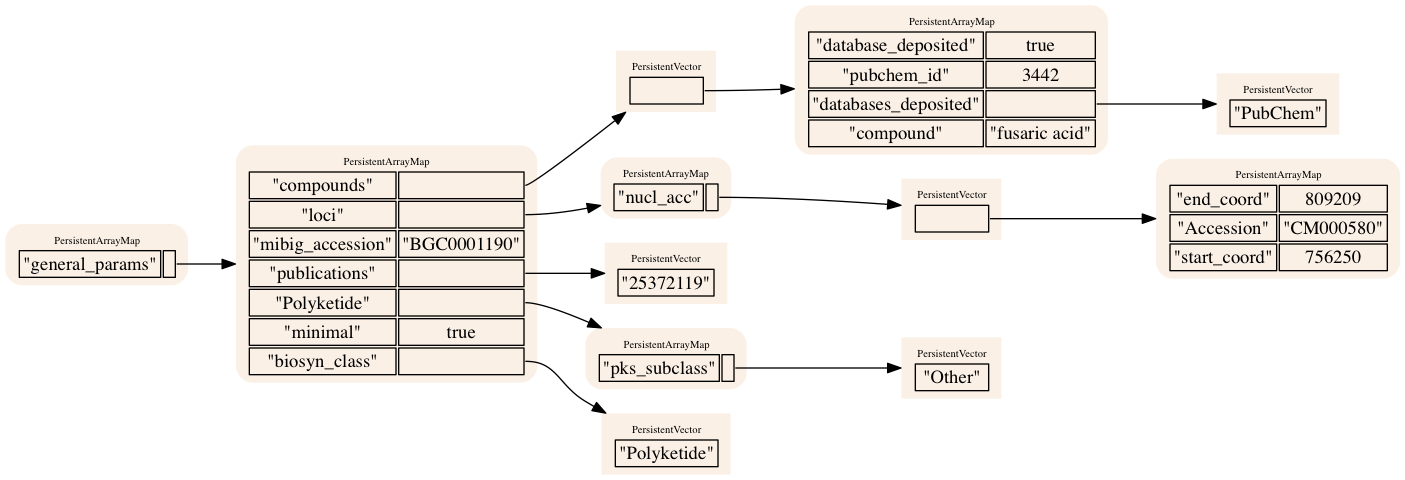 PersistentArrayMap
"general_params"
PersistentArrayMap
"compounds"
"loci"
"mibig_accession" "BGC0001190"
"publications"
"Polyketide"
"minimal" true
"biosyn_class"
PersistentVector
PersistentArrayMap
"database_deposited" true
"pubchem_id" 3442
"databases_deposited"
"compound" "fusaric acid"
PersistentVector
"PubChem"
PersistentArrayMap
"nucl_acc"
PersistentVector
PersistentArrayMap
"end_coord" 809209
"Accession" "CM000580"
"start_coord" 756250
PersistentVector
"25372119"
PersistentArrayMap
"pks_subclass"
PersistentVector
"Other"
PersistentVector
"Polyketide"